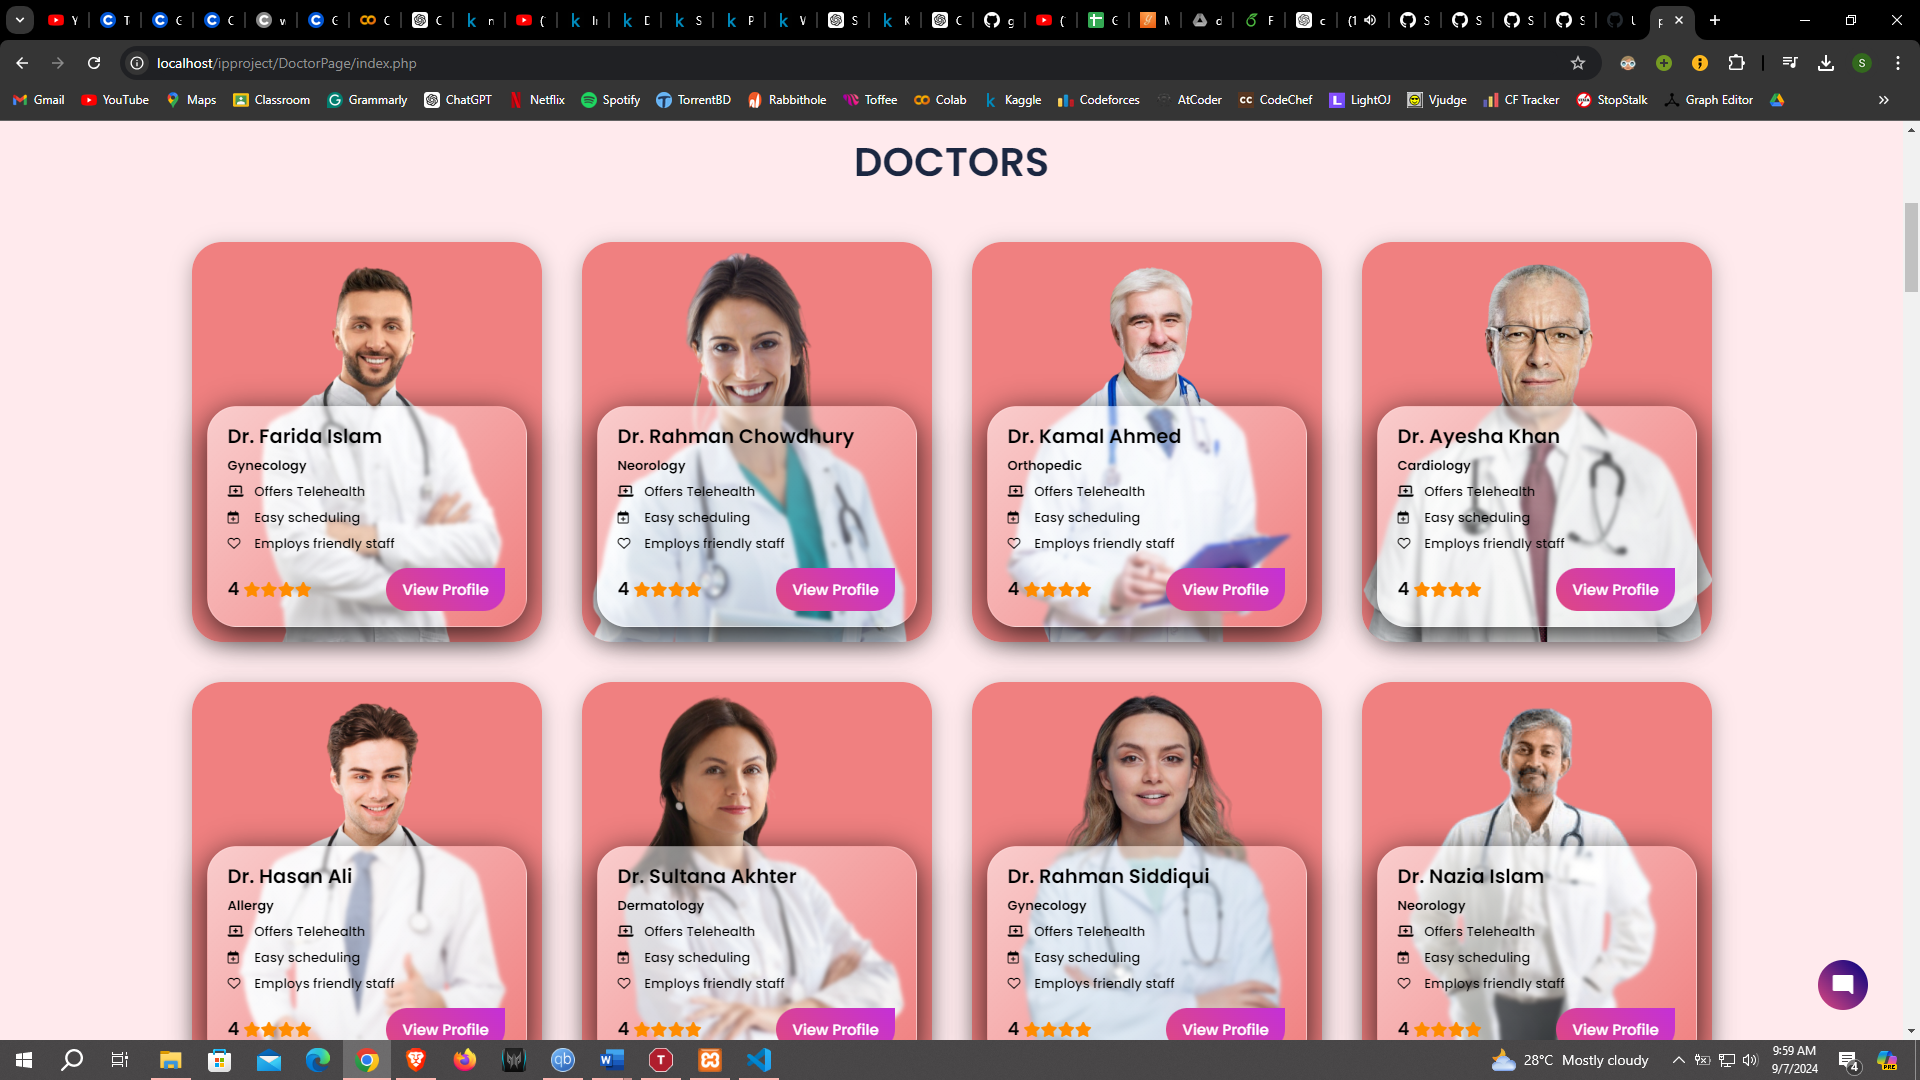 Y
T
G
C
C
w
G
C
C
n
(
In
D
S
P
V
S
K
C
g
(
G
M
d
F
c
(1
S
S
S
S
L
F
localhost/ipproject/DoctorPage/index.php
S
Gmail YouTube Maps Classroom Grammarly ChatGPT Netflix Spotify TorrentBD Rabbithole Toffee Colab Kaggle Codeforces AtCoder CodeChef LightOJ Vjudge CF Tracker StopStalk Graph Editor
DOCTORS
Dr. Farida Islam
Gynecology
Offers Telehealth
Easy scheduling
Employs friendly staff
4
View Profile
Dr. Rahman Chowdhury
Neorology
Offers Telehealth
Easy scheduling
Employs friendly staff
4
View Profile
Dr. Kamal Ahmed
Orthopedic
Offers Telehealth
Easy scheduling
Employs friendly staff
4
View Profile
Dr. Ayesha Khan
Cardiology
Offers Telehealth
Easy scheduling
Employs friendly staff
4
View Profile
Dr. Hasan Ali
Allergy
Offers Telehealth
Easy scheduling
Employs friendly staff
4
View Profile
Dr. Sultana Akhter
Dermatology
Offers Telehealth
Easy scheduling
Employs friendly staff
4
View Profile
Dr. Rahman Siddiqui
Gynecology
Offers Telehealth
Easy scheduling
Employs friendly staff
4
View Profile
Dr. Nazia Islam
Neorology
Offers Telehealth
Easy scheduling
Employs friendly staff
4
View Profile
28°C Mostly cloudy
9:59 AM
9/7/2024
4